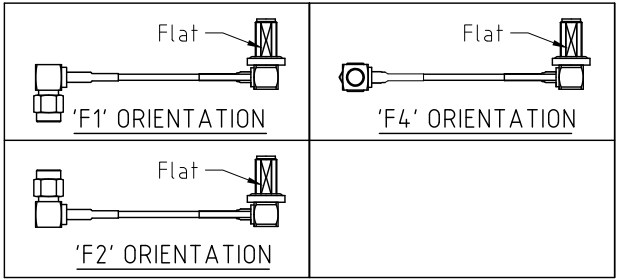 Flat
'F1' ORIENTATION
Flat
'F4' ORIENTATION
Flat
'F2' ORIENTATION